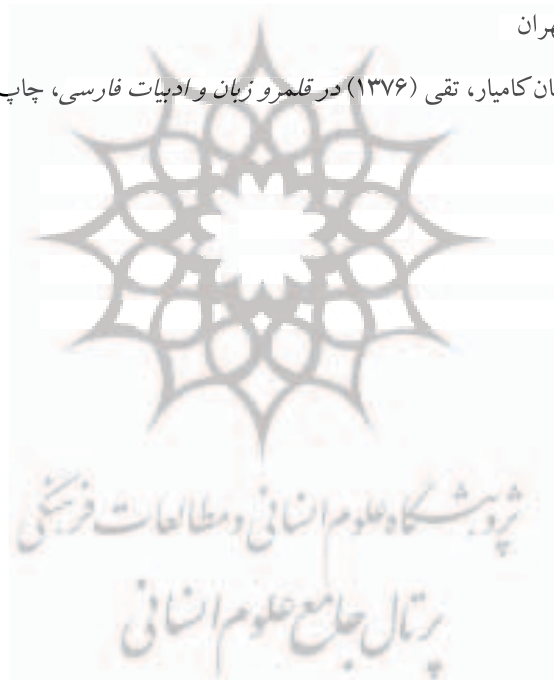 هران
ان کامیار، تقی (۱۳۷۶) در قلمرو زبان و ادبیات فارسی، چاپ
پژوهشگاه علوم انسانی و مطالعات فرهنگی
پرتال جامع علوم انسانی